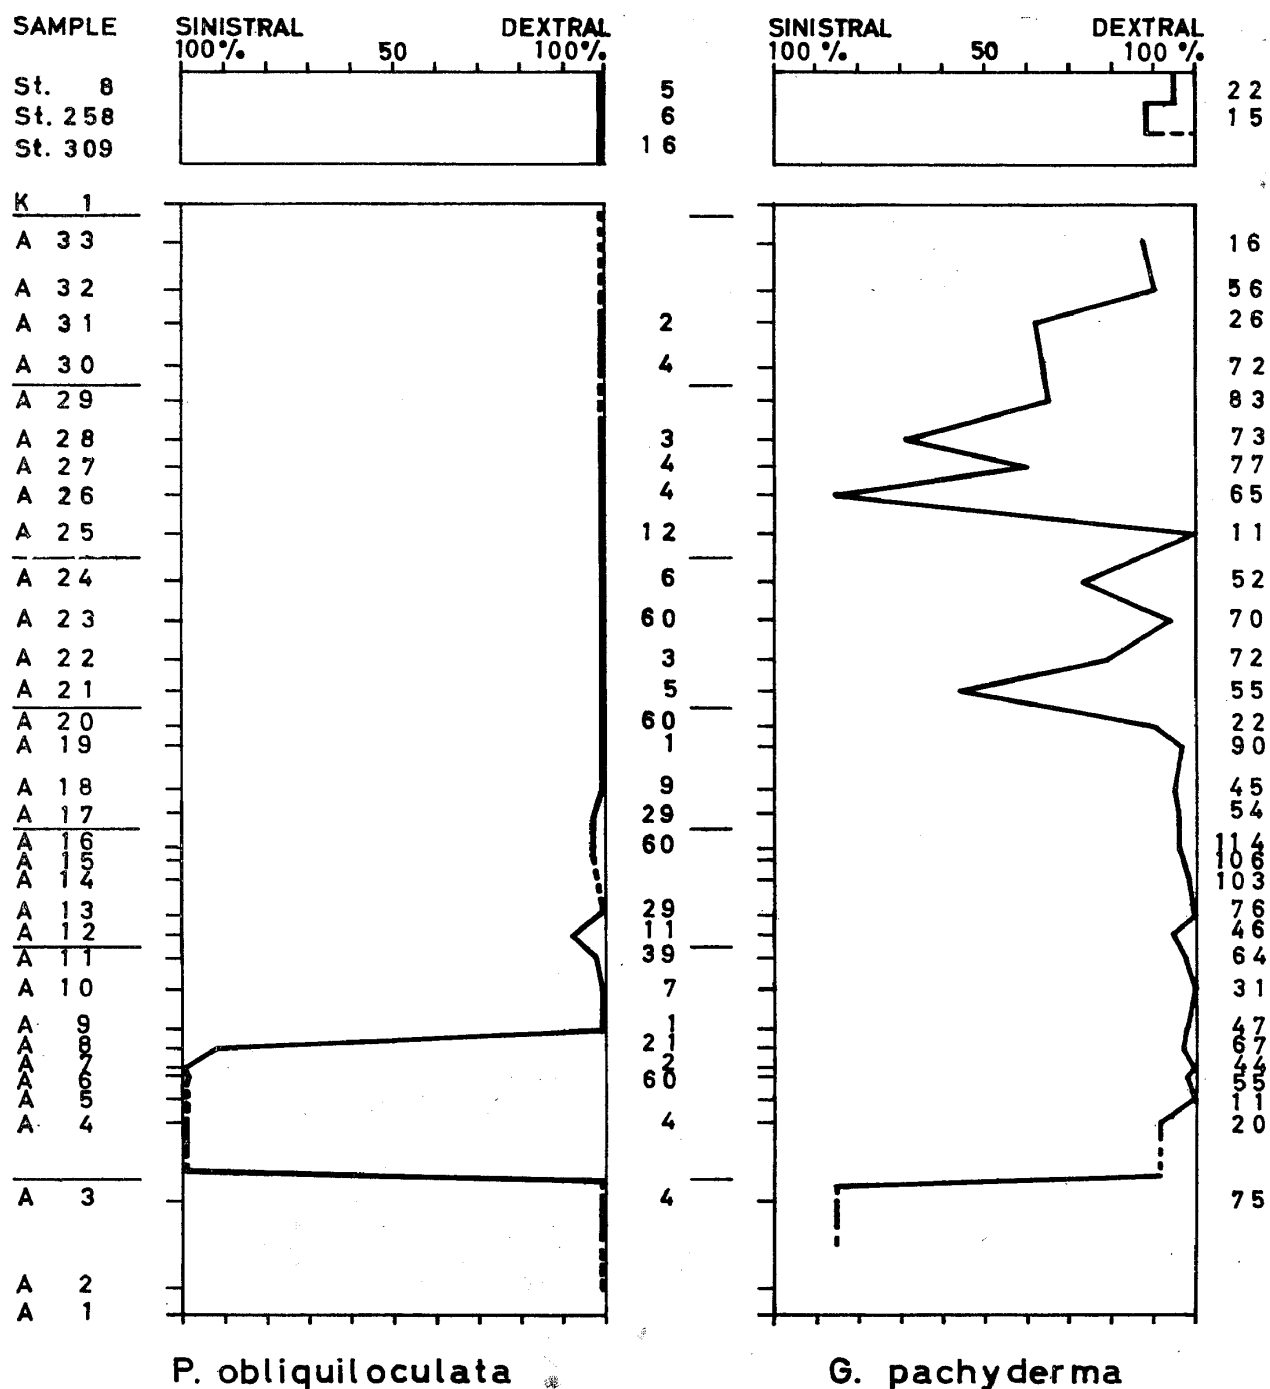 SAMPLE SINISTRAL DEXTRAL SINISTRAL DEXTRAL
100% 50 100% 100% 50 100%
St. 8 5 22
St. 258 6 15
St. 309 16
K 1
A 33 16
A 32 56
A 31 2 26
A 30 4 72
A 29 83
A 28 3 73
A 27 4 77
A 26 4 65
A 25 12 11
A 24 6 52
A 23 60 70
A 22 3 72
A 21 5 55
A 20 60 22
A 19 1 90
A 18 9 45
A 17 29 54
A 16 60 114
A 15 106
A 14 103
A 13 29 76
A 12 11 46
A 11 39 64
A 10 7 31
A 9 1 47
A 8 21 67
A 7 2 44
A 6 60 55
A 5 11
A 4 4 20
A 3 4 75
A 2
A 1
P. obliquiloculata G. pachyderma